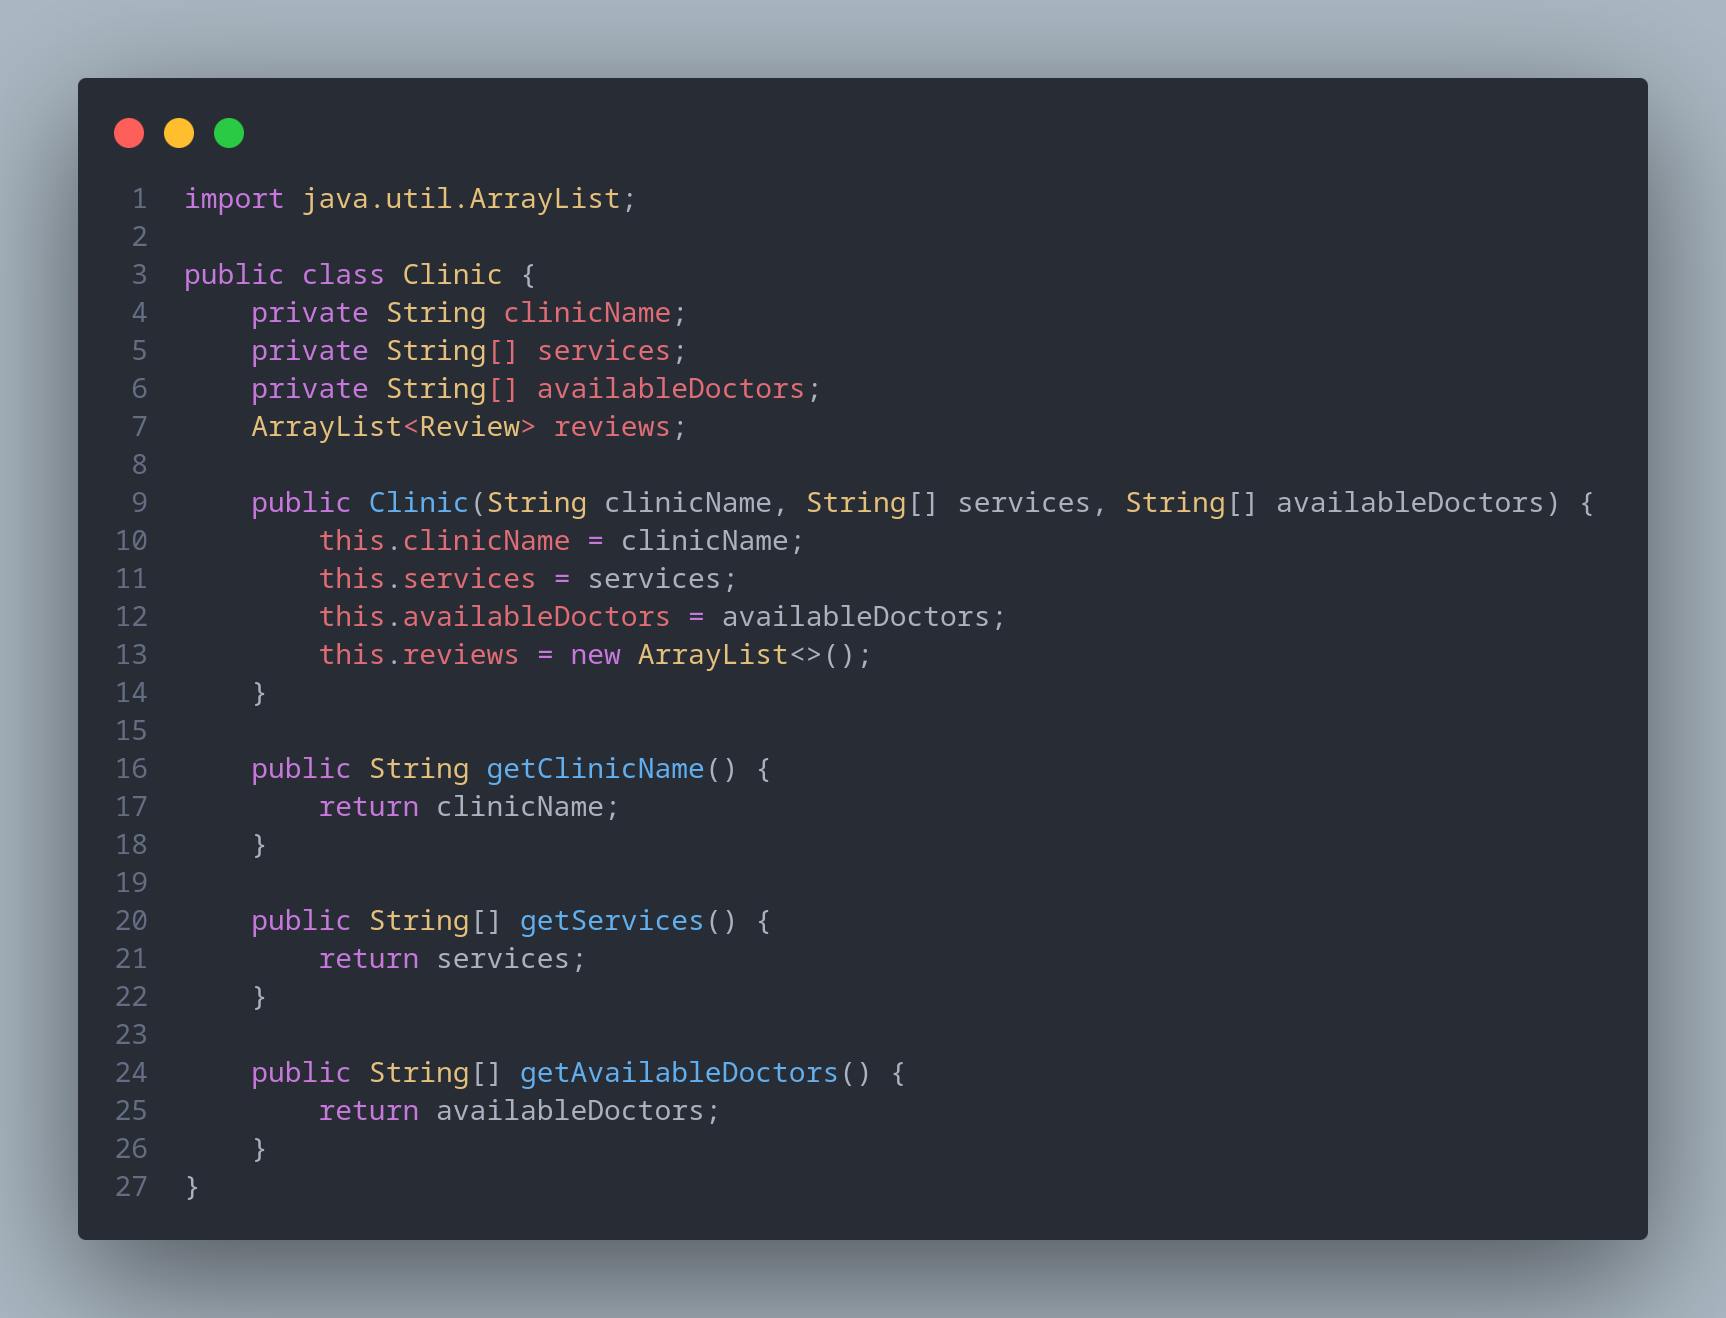 1 import java.util.ArrayList;
2
3 public class Clinic {
4     private String clinicName;
5     private String[] services;
6     private String[] availableDoctors;
7     ArrayList<Review> reviews;
8
9     public Clinic(String clinicName, String[] services, String[] availableDoctors) {
10         this.clinicName = clinicName;
11         this.services = services;
12         this.availableDoctors = availableDoctors;
13         this.reviews = new ArrayList<>();
14     }
15
16     public String getClinicName() {
17         return clinicName;
18     }
19
20     public String[] getServices() {
21         return services;
22     }
23
24     public String[] getAvailableDoctors() {
25         return availableDoctors;
26     }
27 }